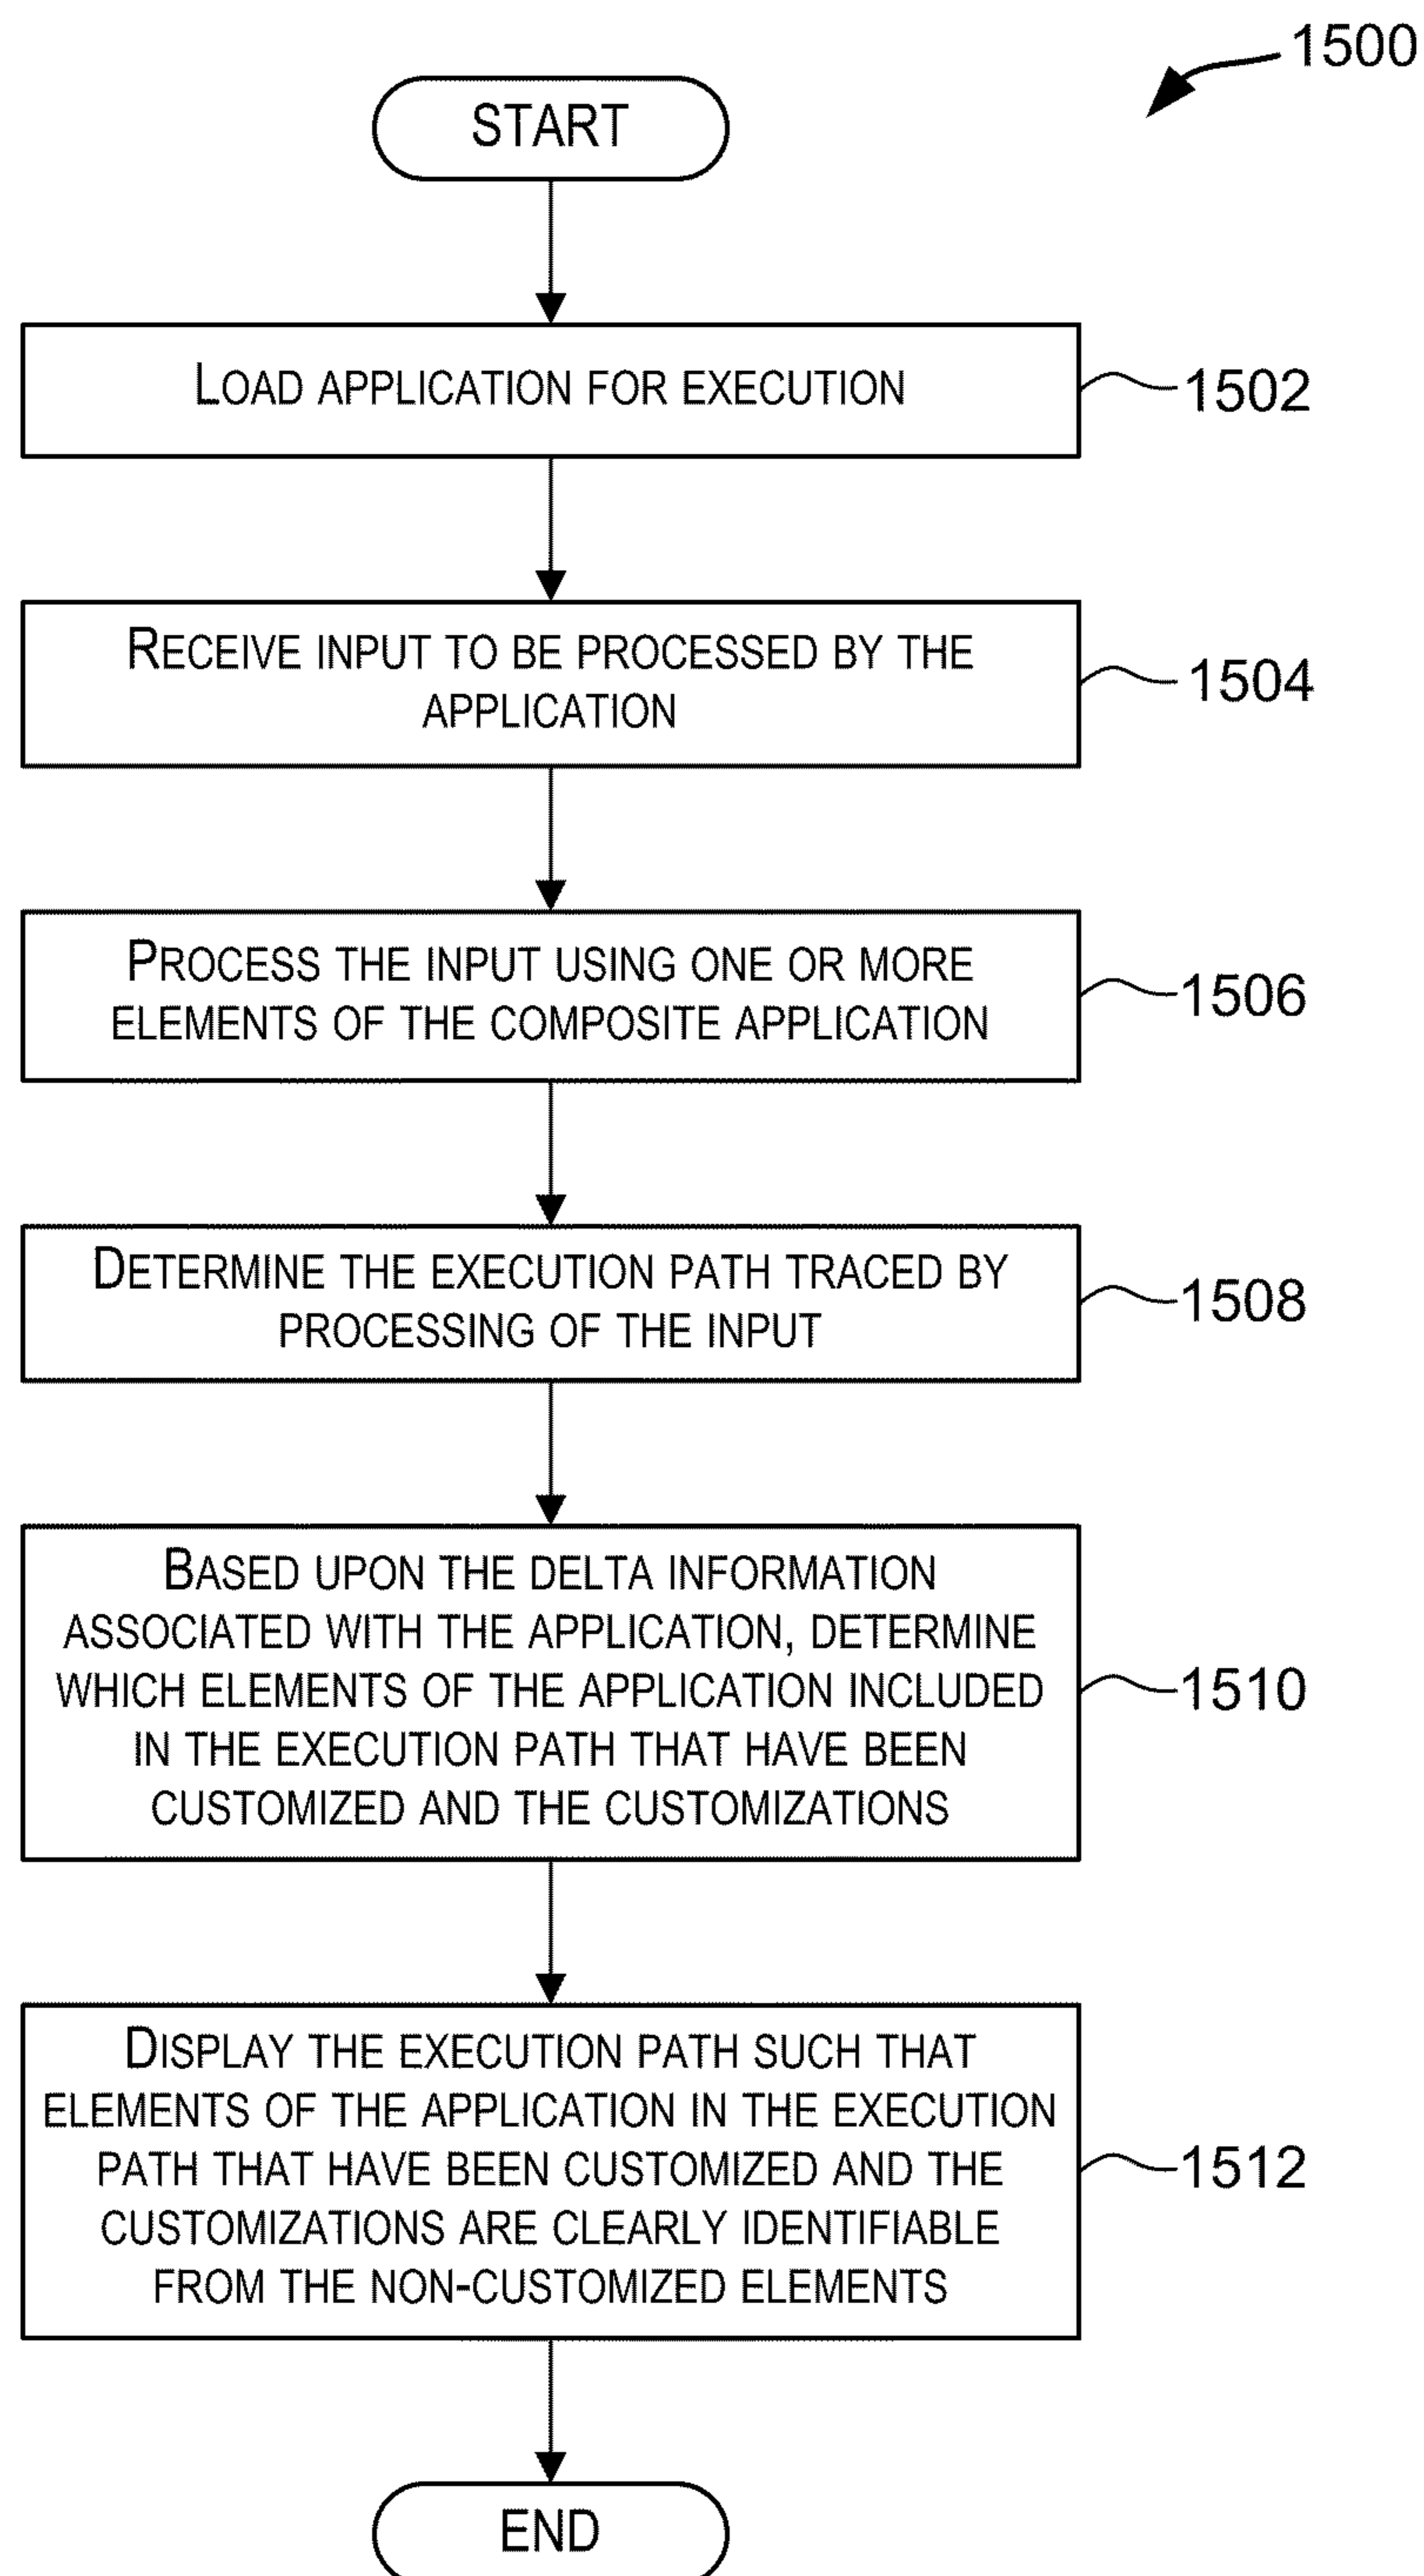 1500
START
LOAD APPLICATION FOR EXECUTION
1502
RECEIVE INPUT TO BE PROCESSED BY THE
APPLICATION
1504
PROCESS THE INPUT USING ONE OR MORE
ELEMENTS OF THE COMPOSITE APPLICATION
1506
DETERMINE THE EXECUTION PATH TRACED BY
PROCESSING OF THE INPUT
1508
BASED UPON THE DELTA INFORMATION
ASSOCIATED WITH THE APPLICATION, DETERMINE
WHICH ELEMENTS OF THE APPLICATION INCLUDED
IN THE EXECUTION PATH THAT HAVE BEEN
CUSTOMIZED AND THE CUSTOMIZATIONS
1510
DISPLAY THE EXECUTION PATH SUCH THAT
ELEMENTS OF THE APPLICATION IN THE EXECUTION
PATH THAT HAVE BEEN CUSTOMIZED AND THE
CUSTOMIZATIONS ARE CLEARLY IDENTIFIABLE
FROM THE NON-CUSTOMIZED ELEMENTS
1512
END